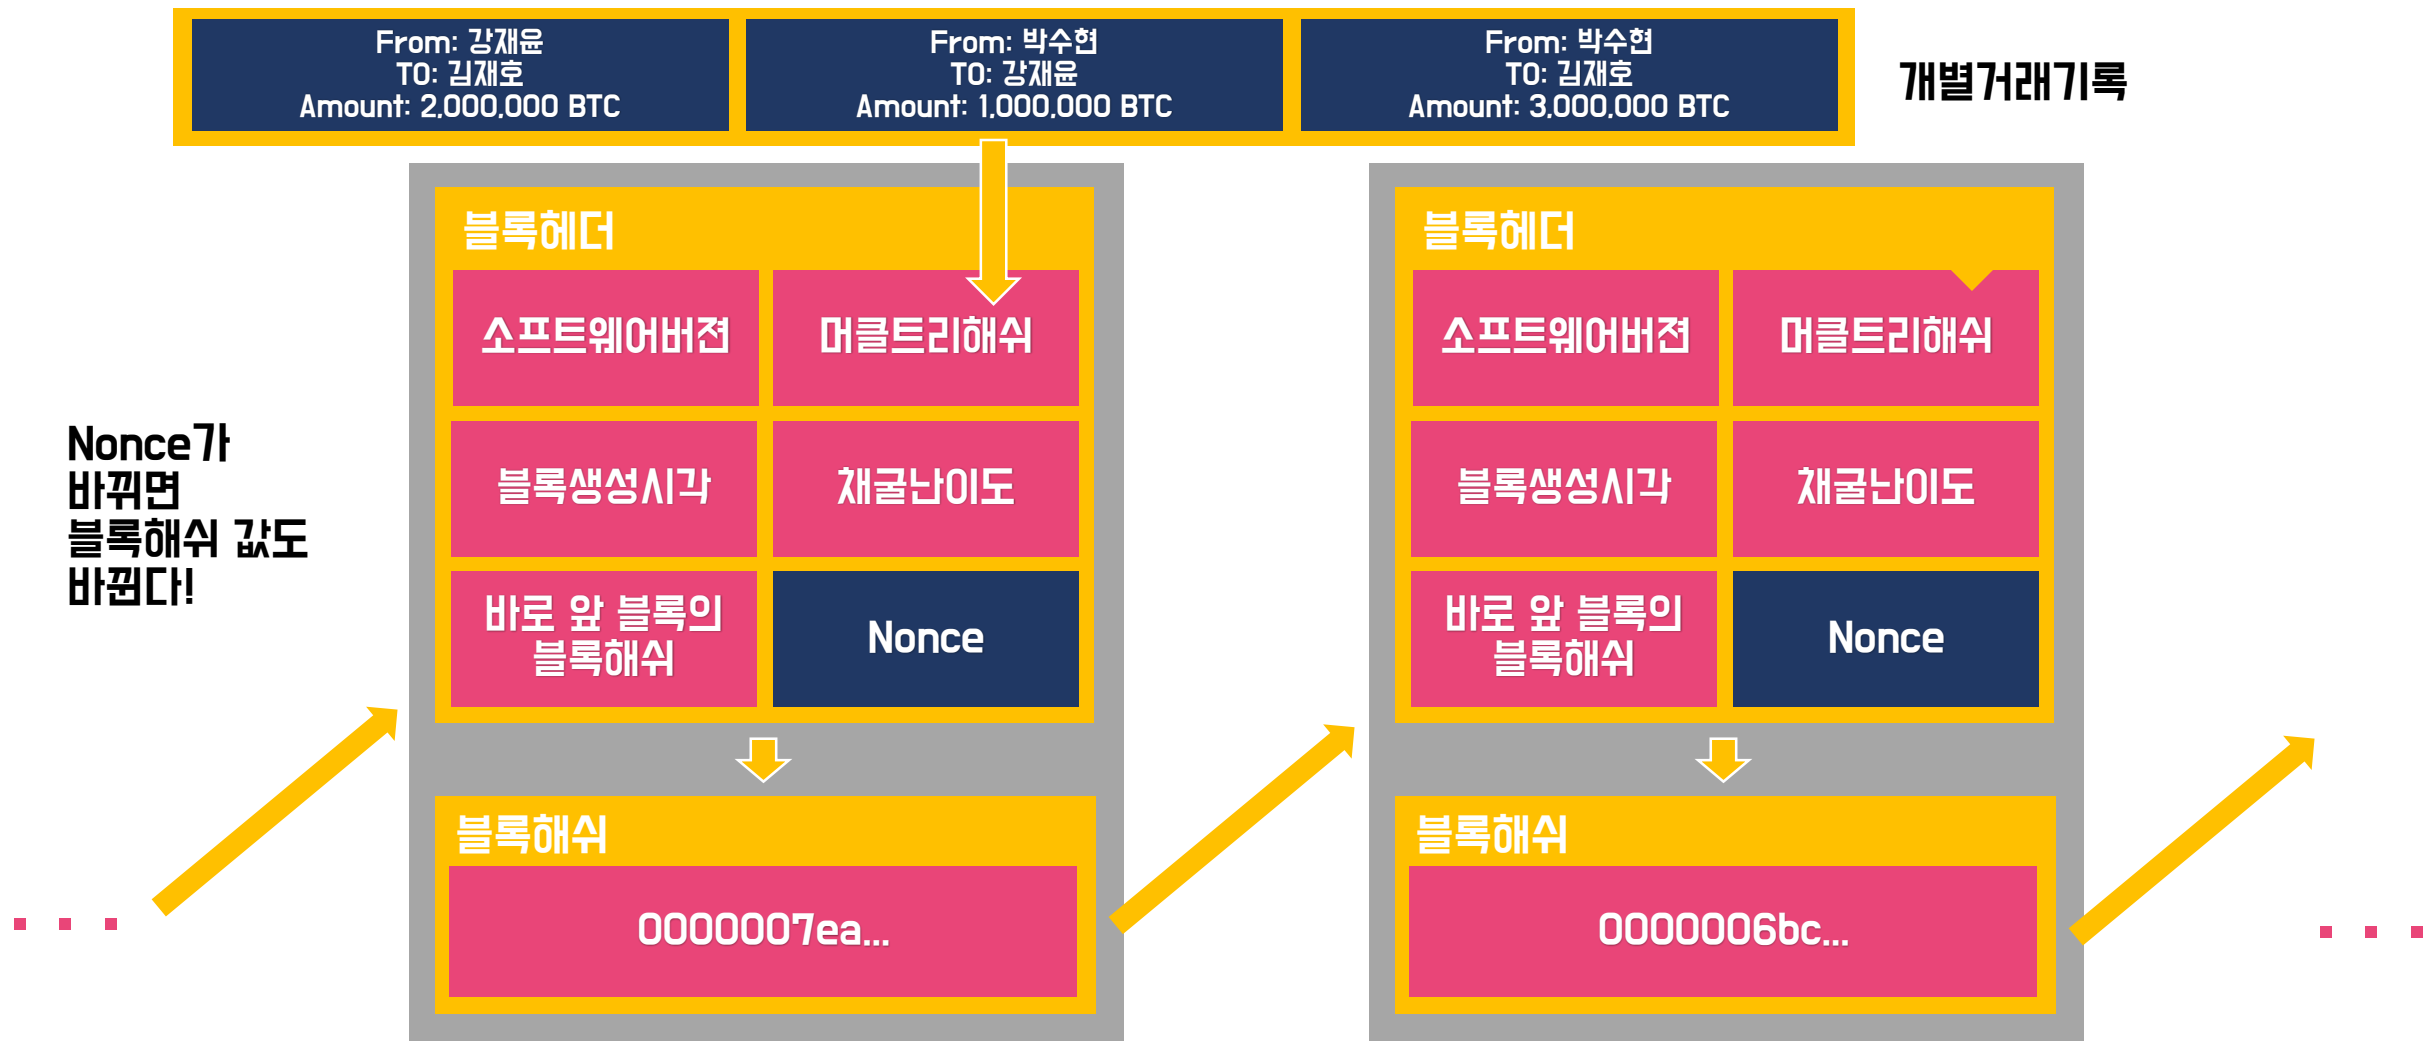 From: 강재윤
TO: 김재호
Amount: 2,000,000 BTC
From: 박수현
TO: 강재윤
Amount: 1,000,000 BTC
From: 박수현
TO: 김재호
Amount: 3,000,000 BTC
개별거래기록
Nonce가
바뀌면
블록해쉬 값도
바뀐다!
블록헤더
소프트웨어버젼
머클트리해쉬
블록생성시각
채굴난이도
바로 앞 블록의
블록해쉬
Nonce
블록해쉬
0000007ea...
블록헤더
소프트웨어버젼
머클트리해쉬
블록생성시각
채굴난이도
바로 앞 블록의
블록해쉬
Nonce
블록해쉬
0000006bc...